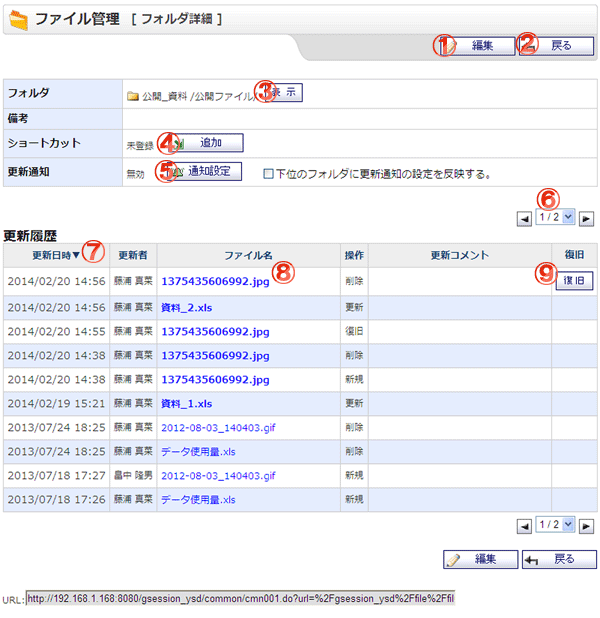 ファイル管理 [ フォルダ詳細 ]
① 編集 ② 戻る
フォルダ 公開_資料 /公開ファイル/ ③ 表示
備考
ショートカット 未登録 ④ 追加
更新通知 無効 ⑤ 通知設定 下位のフォルダに更新通知の設定を反映する。
⑥
1 / 2
更新履歴
更新日時▼ ⑦ 更新者 ファイル名 操作 更新コメント 復旧
2014/02/20 14:56 藤浦 真菜 1375435606992.jpg ⑧ 削除 ⑨ 復旧
2014/02/20 14:56 藤浦 真菜 資料_2.xls 更新
2014/02/20 14:55 藤浦 真菜 1375435606992.jpg 復旧
2014/02/20 14:38 藤浦 真菜 1375435606992.jpg 削除
2014/02/20 14:38 藤浦 真菜 1375435606992.jpg 新規
2014/02/19 15:21 藤浦 真菜 資料_1.xls 更新
2013/07/24 18:25 藤浦 真菜 2012-08-03_140403.gif 削除
2013/07/24 18:25 藤浦 真菜 データ使用量.xls 削除
2013/07/18 17:27 畠中 隆男 2012-08-03_140403.gif 新規
2013/07/18 17:26 藤浦 真菜 データ使用量.xls 新規
1 / 2
編集 戻る
URL: http://192.168.1.168:8080/gsession_ysd/common/cmn001.do?url=%2Fgsession_ysd%2Ffile%2Ffil